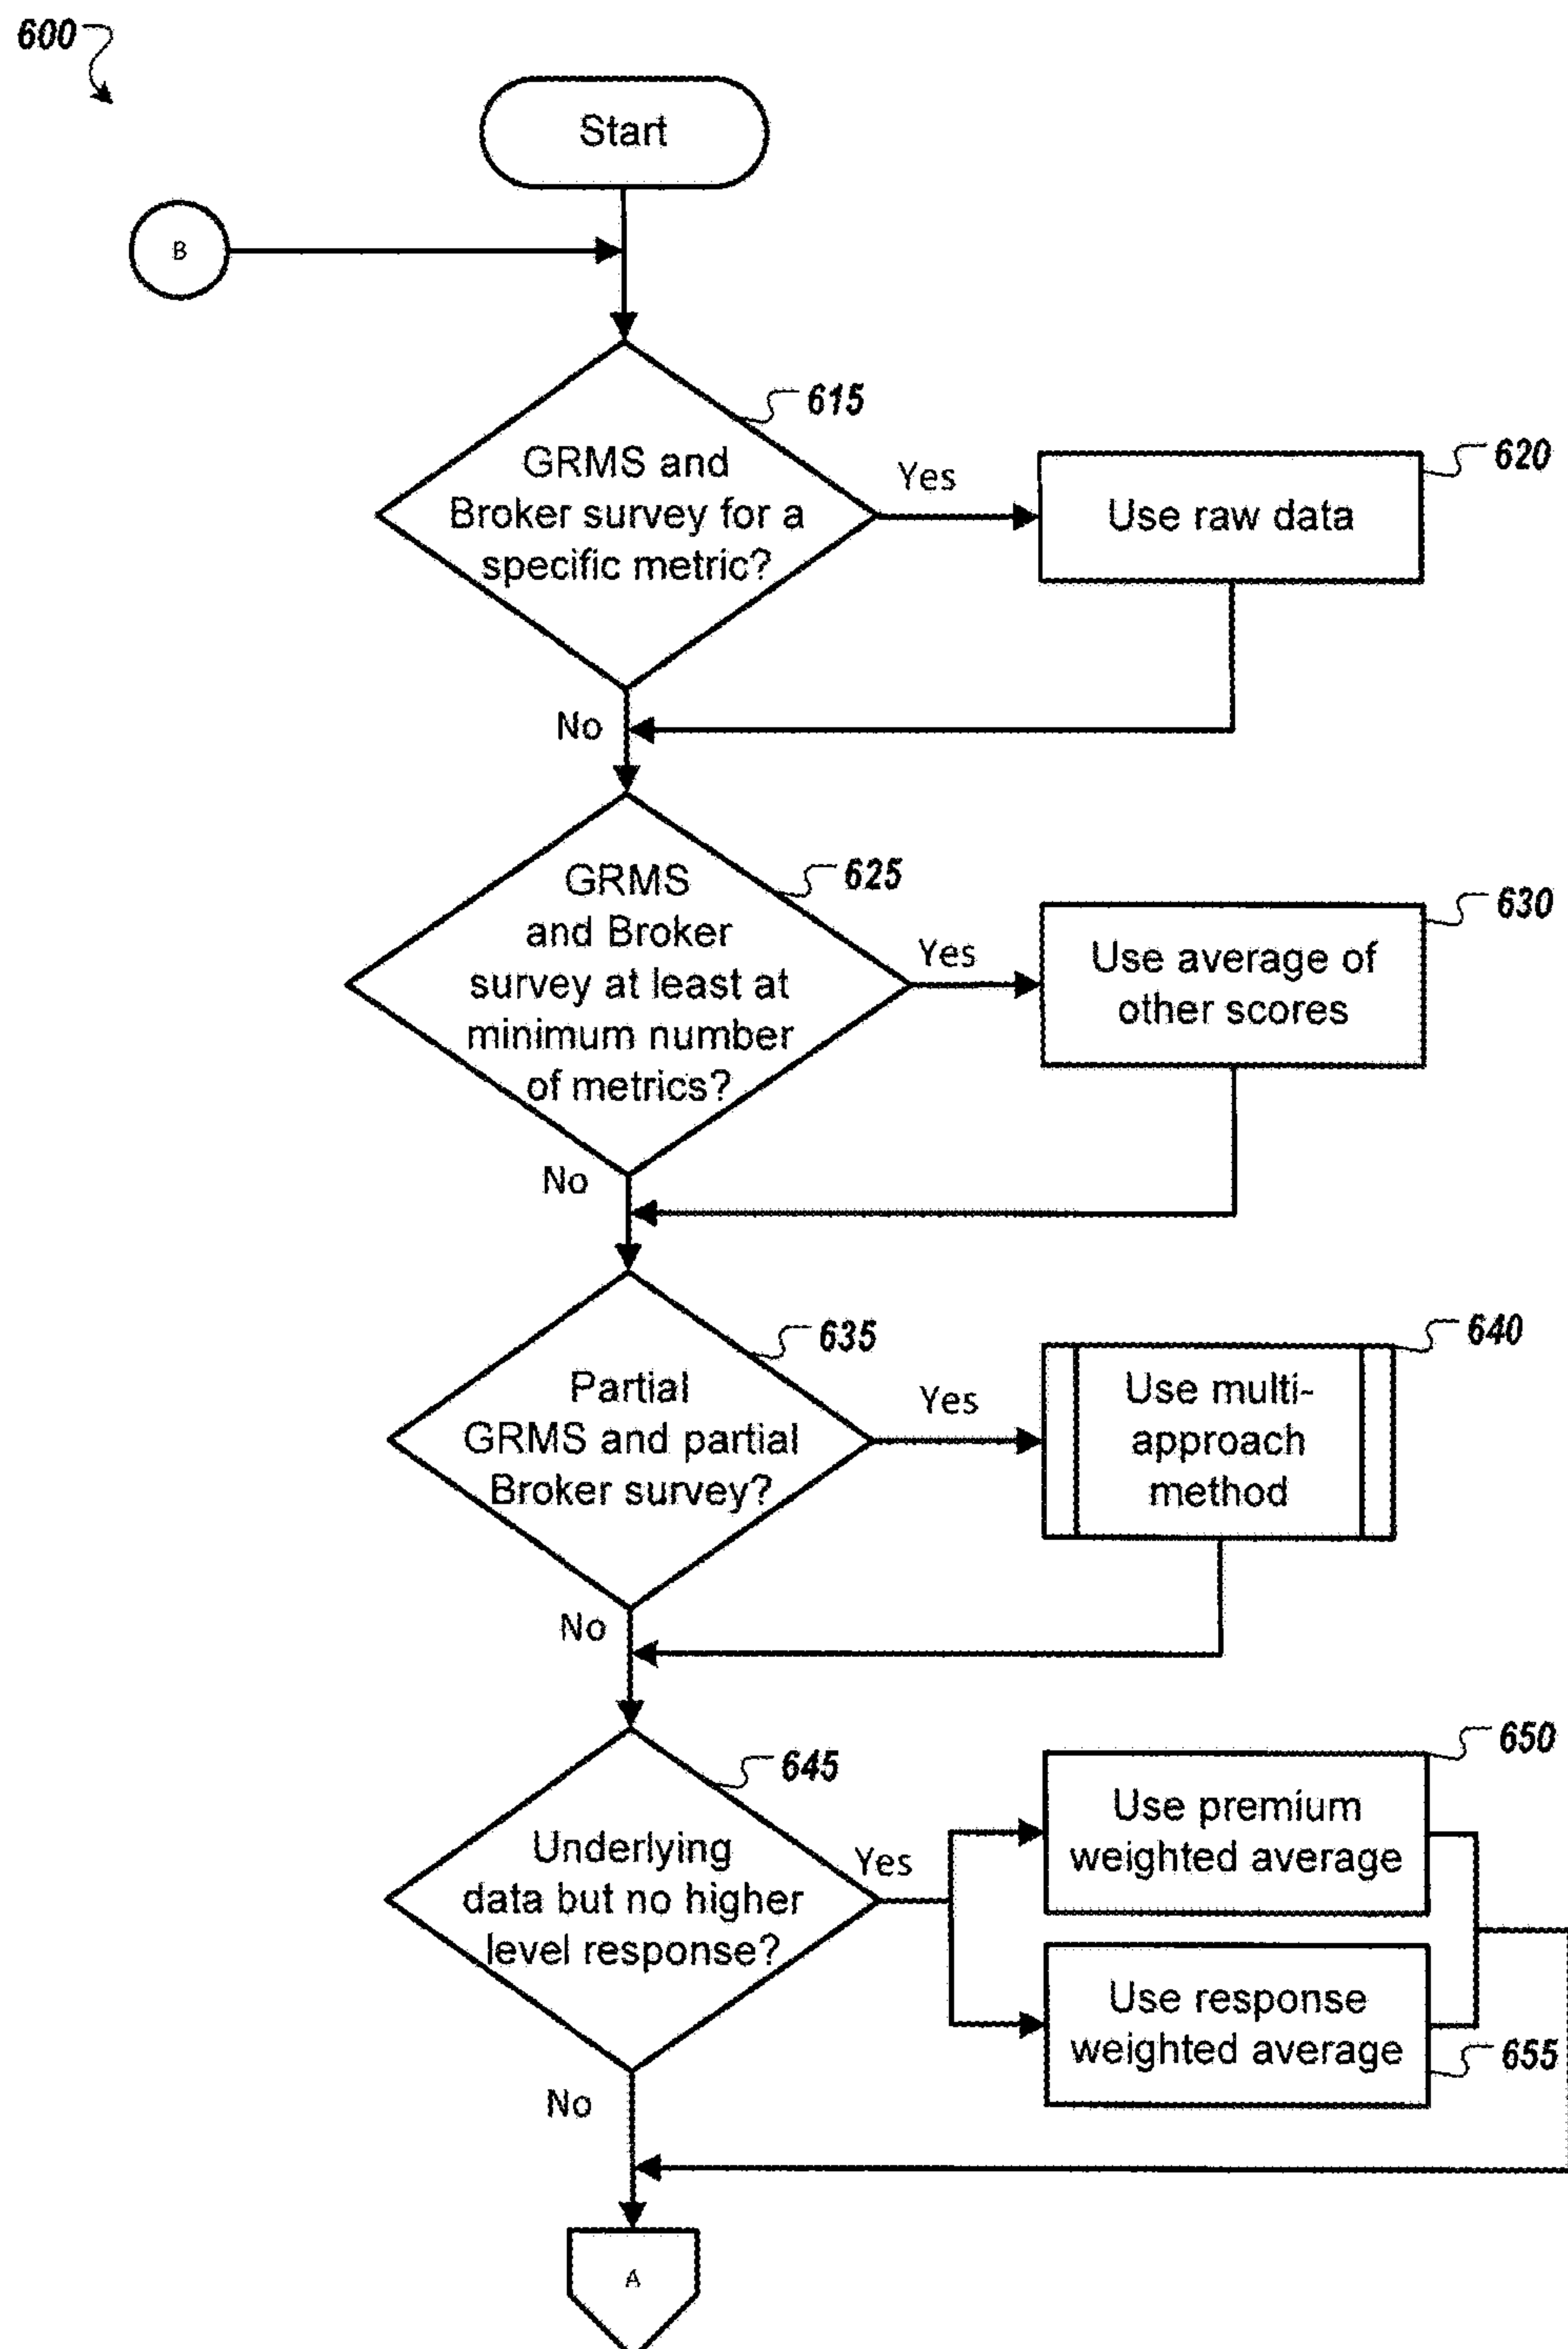 600
Start
B
615
GRMS and
Broker survey for a
specific metric?
Yes
620
Use raw data
No
625
GRMS
and Broker
survey at least at
minimum number
of metrics?
Yes
630
Use average of
other scores
No
635
Partial
GRMS and partial
Broker survey?
Yes
640
Use multi-
approach
method
No
645
Underlying
data but no higher
level response?
Yes
650
Use premium
weighted average
Use response
weighted average
655
No
A